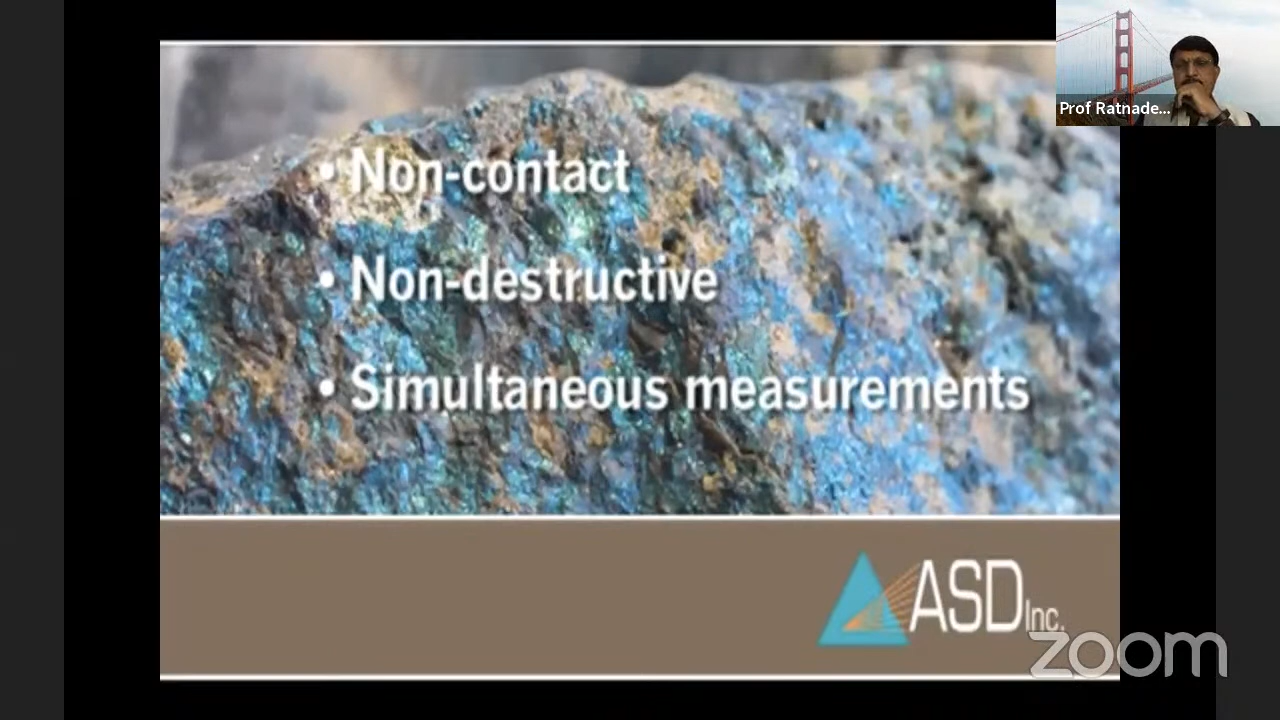 Prof Ratnade...
• Non-contact
• Non-destructive
• Simultaneous measurements
ASD Inc.
zoom